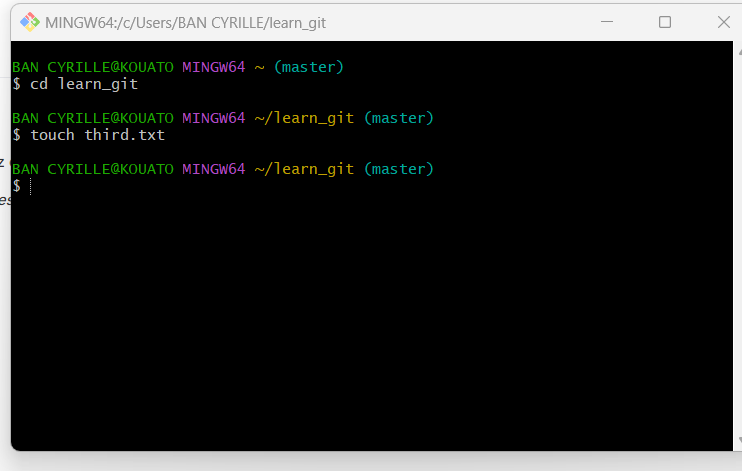 MINGW64:/c/Users/BAN CYRILLE/learn_git
BAN CYRILLE@KOUATO MINGW64 ~ (master)
$ cd learn_git
BAN CYRILLE@KOUATO MINGW64 ~/learn_git (master)
$ touch third.txt
BAN CYRILLE@KOUATO MINGW64 ~/learn_git (master)
$